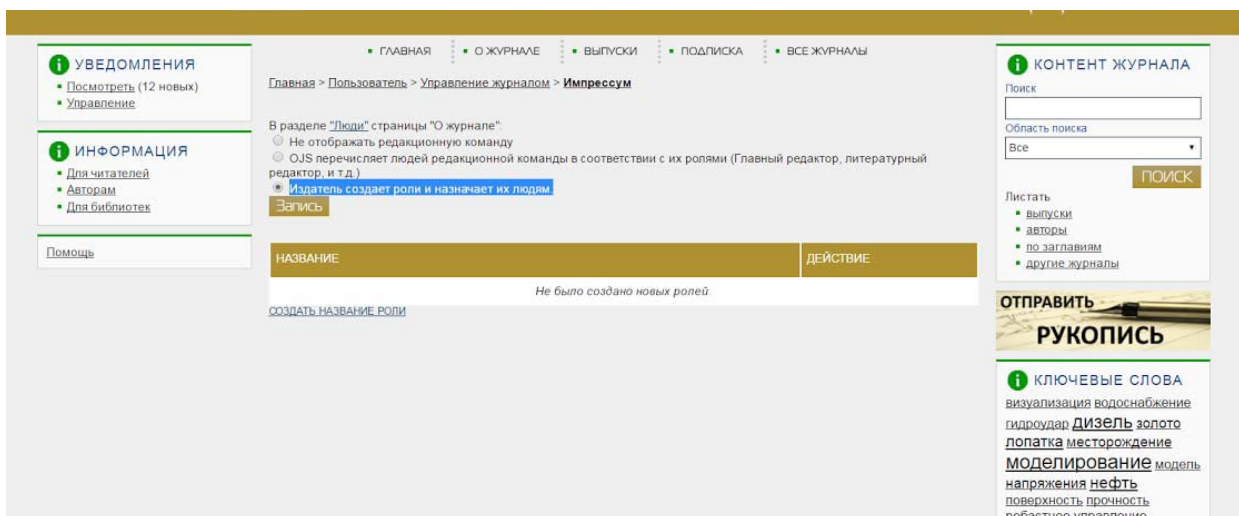 ГЛАВНАЯ О ЖУРНАЛЕ ВЫПУСКИ ПОДПИСКА ВСЕ ЖУРНАЛЫ
УВЕДОМЛЕНИЯ
Посмотреть (12 новых)
Управление
ИНФОРМАЦИЯ
Для читателей
Авторам
Для библиотек
Помощь
Главная > Пользователь > Управление журналом > Импрессум
В разделе "Люди" страницы "О журнале":
Не отображать редакционную команду
OJS перечисляет людей редакционной команды в соответствии с их ролями (Главный редактор, литературный
редактор, и т.д.)
Издатель создает роли и назначает их людям.
Запись
НАЗВАНИЕ ДЕЙСТВИЕ
Не было создано новых ролей.
СОЗДАТЬ НАЗВАНИЕ РОЛИ
КОНТЕНТ ЖУРНАЛА
Поиск
Область поиска
Все
ПОИСК
Листать
выпуски
авторы
по заглавиям
другие журналы
ОТПРАВИТЬ
РУКОПИСЬ
КЛЮЧЕВЫЕ СЛОВА
визуализация водоснабжение
гидроудар дизель золото
лопатка месторождение
моделирование модель
напряжения нефть
поверхность прочность
робастное управление